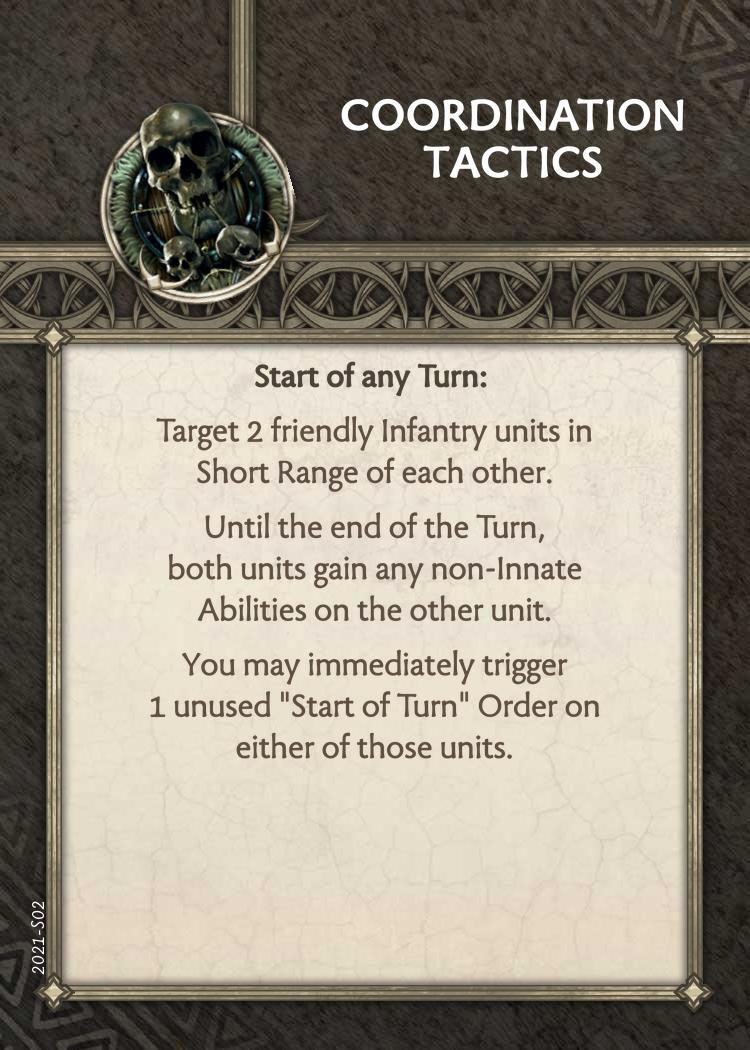 COORDINATION
TACTICS
Start of any Turn:
Target 2 friendly Infantry units in
Short Range of each other.
Until the end of the Turn,
both units gain any non-Innate
Abilities on the other unit.
You may immediately trigger
1 unused "Start of Turn" Order on
either of those units.
2021-S02